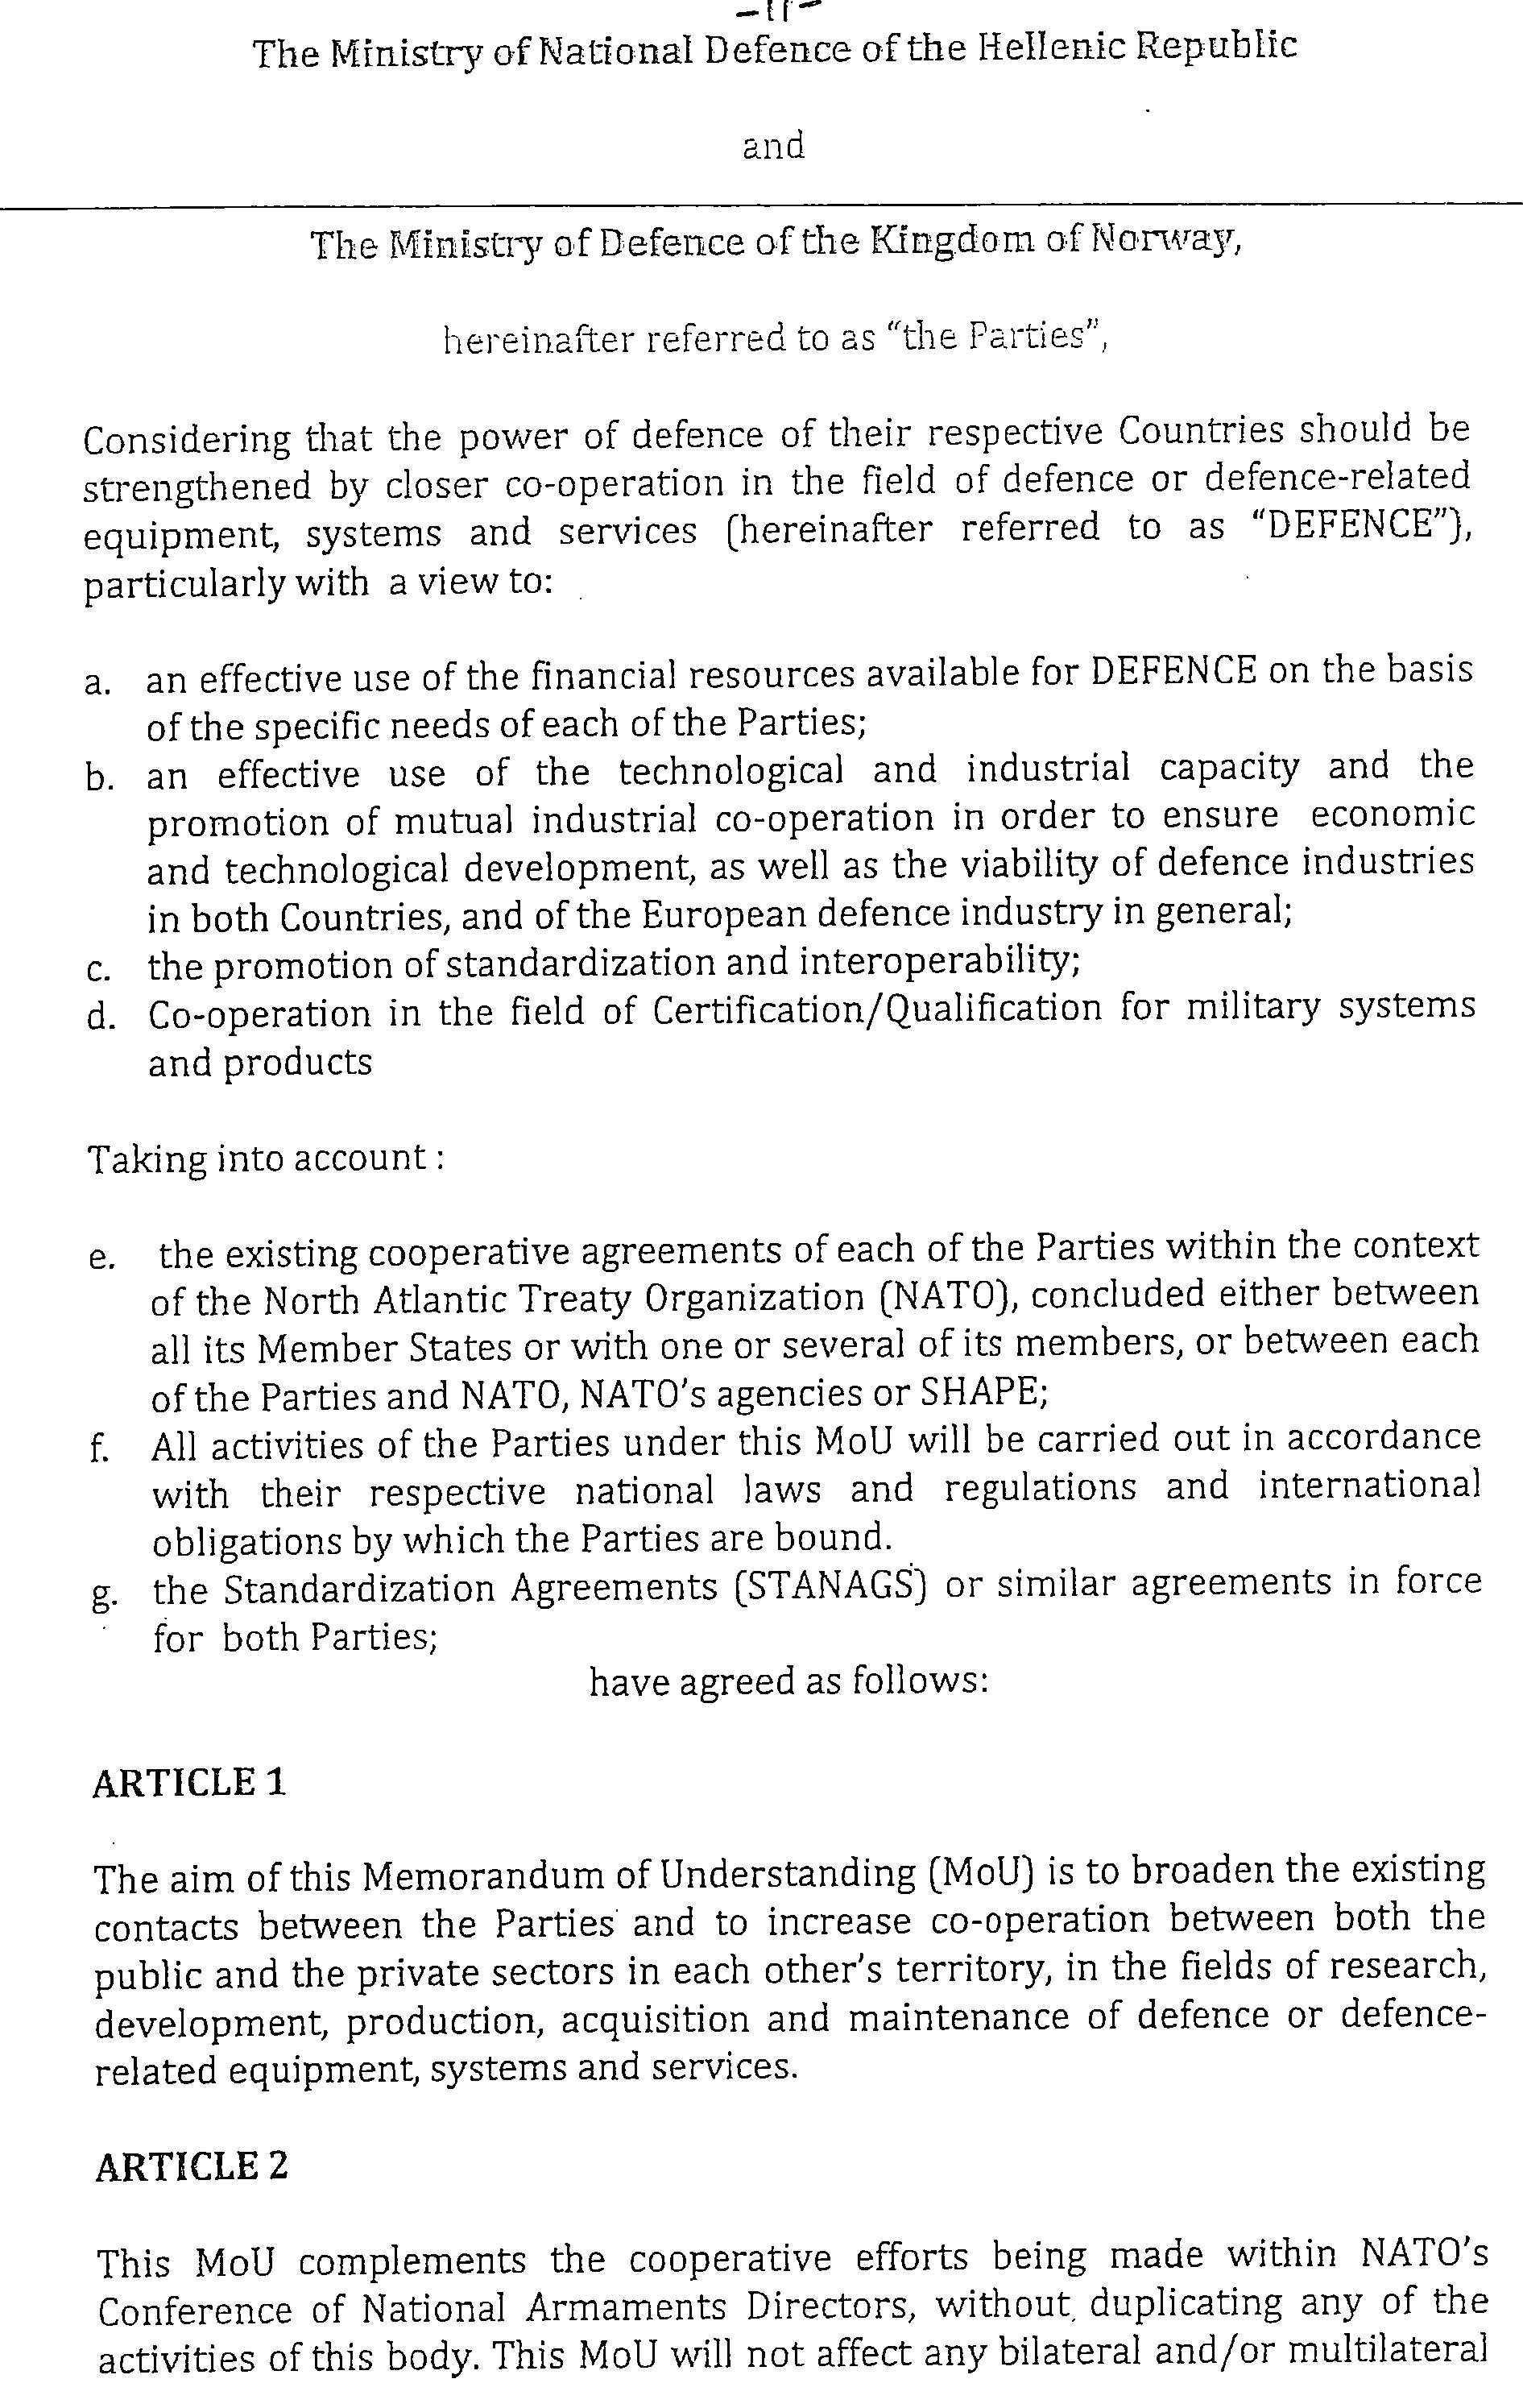 The Ministry of National Defence of the Hellenic Republic
and
The Ministry of Defence of the Kingdom of Norway,
hereinafter referred to as “the Parties”,
Considering that the power of defence of their respective Countries should be
strengthened by closer co-operation in the field of defence or defence-related
equipment, systems and services (hereinafter referred to as “DEFENCE”),
particularly with a view to:
a. an effective use of the financial resources available for DEFENCE on the basis
of the specific needs of each of the Parties;
b. an effective use of the technological and industrial capacity and the
promotion of mutual industrial co-operation in order to ensure economic
and technological development, as well as the viability of defence industries
in both Countries, and of the European defence industry in general;
c. the promotion of standardization and interoperability;
d. Co-operation in the field of Certification/Qualification for military systems
and products
Taking into account :
e. the existing cooperative agreements of each of the Parties within the context
of the North Atlantic Treaty Organization (NATO), concluded either between
all its Member States or with one or several of its members, or between each
of the Parties and NATO, NATO's agencies or SHAPE;
f. All activities of the Parties under this MoU will be carried out in accordance
with their respective national laws and regulations and international
obligations by which the Parties are bound.
g. the Standardization Agreements (STANAGS) or similar agreements in force
for both Parties;
have agreed as follows:
ARTICLE 1
The aim of this Memorandum of Understanding (MoU) is to broaden the existing
contacts between the Parties and to increase co-operation between both the
public and the private sectors in each other's territory, in the fields of research,
development, production, acquisition and maintenance of defence or defence-
related equipment, systems and services.
ARTICLE 2
This MoU complements the cooperative efforts being made within NATO's
Conference of National Armaments Directors, without duplicating any of the
activities of this body. This MoU will not affect any bilateral and/or multilateral